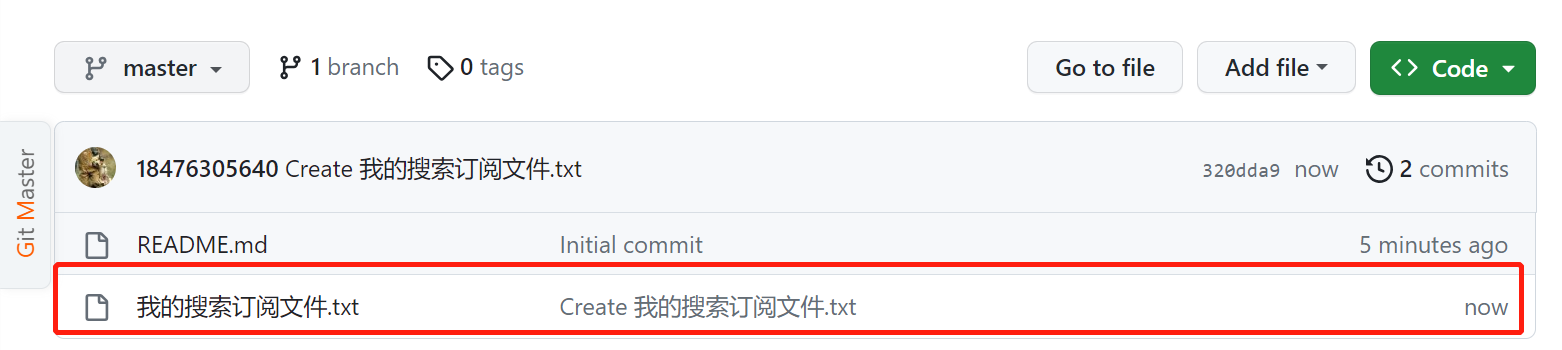 master 1 branch 0 tags Go to file Add file Code
Git Master
18476305640 Create 我的搜索订阅文件.txt 320dda9 now 2 commits
README.md Initial commit 5 minutes ago
我的搜索订阅文件.txt Create 我的搜索订阅文件.txt now